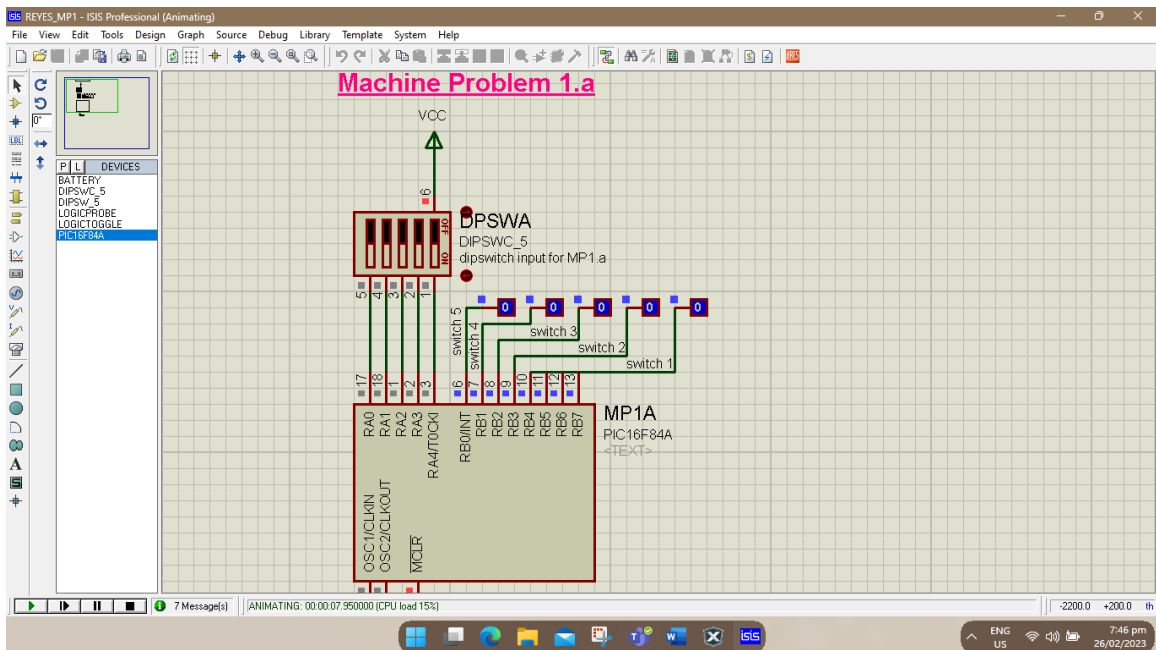 ISIS REYES_MP1 - ISIS Professional (Animating)
File View Edit Tools Design Graph Source Debug Library Template System Help
0°
LBL
P L DEVICES
BATTERY
DIPSWC_5
DIPSW_5
LOGICPROBE
LOGICTOGGLE
PIC16F84A
A
S
Machine Problem 1.a
VCC
6
OFF
ON
DPSWA
DIPSWC_5
dipswitch input for MP1.a
5 4 3 2 1
0 0 0 0 0
switch 5
switch 4
switch 3
switch 2
switch 1
17 18 1 2 3 6 7 8 9 10 11 12 13
RA0
RA1
RA2
RA3
RA4/T0CKI
RB0/INT
RB1
RB2
RB3
RB4
RB5
RB6
RB7
MP1A
PIC16F84A
<TEXT>
OSC1/CLKIN
OSC2/CLKOUT
MCLR
7 Message(s) ANIMATING: 00:00:07.950000 (CPU load 15%) -2200.0 +200.0 th
isis
ENG
US
7:46 pm
26/02/2023